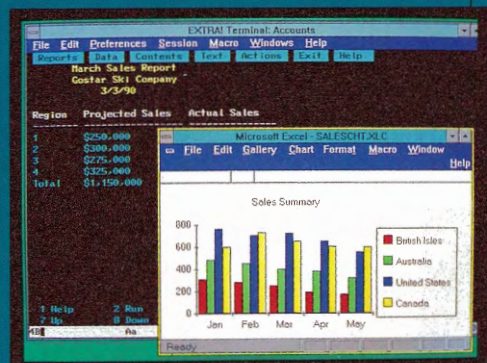 EXTRA! Terminal: Accounts
File Edit Preferences Session Macro Windows Help
Reports Data Contents Text Actions Exit Help
March Sales Report
Gostar Ski Company
3/3/90
Region Projected Sales Actual Sales
1 $250,000
2 $300,000
3 $275,000
4 $325,000
Total $1,150,000
1 Help 2 Run
7 Up 8 Down
4B Aa
Microsoft Excel - SALESCHT.XLC
File Edit Gallery Chart Format Macro Window
Help
Sales Summary
800
600
400
200
0
Jan Feb Mar Apr May
British Isles
Australia
United States
Canada
Ready